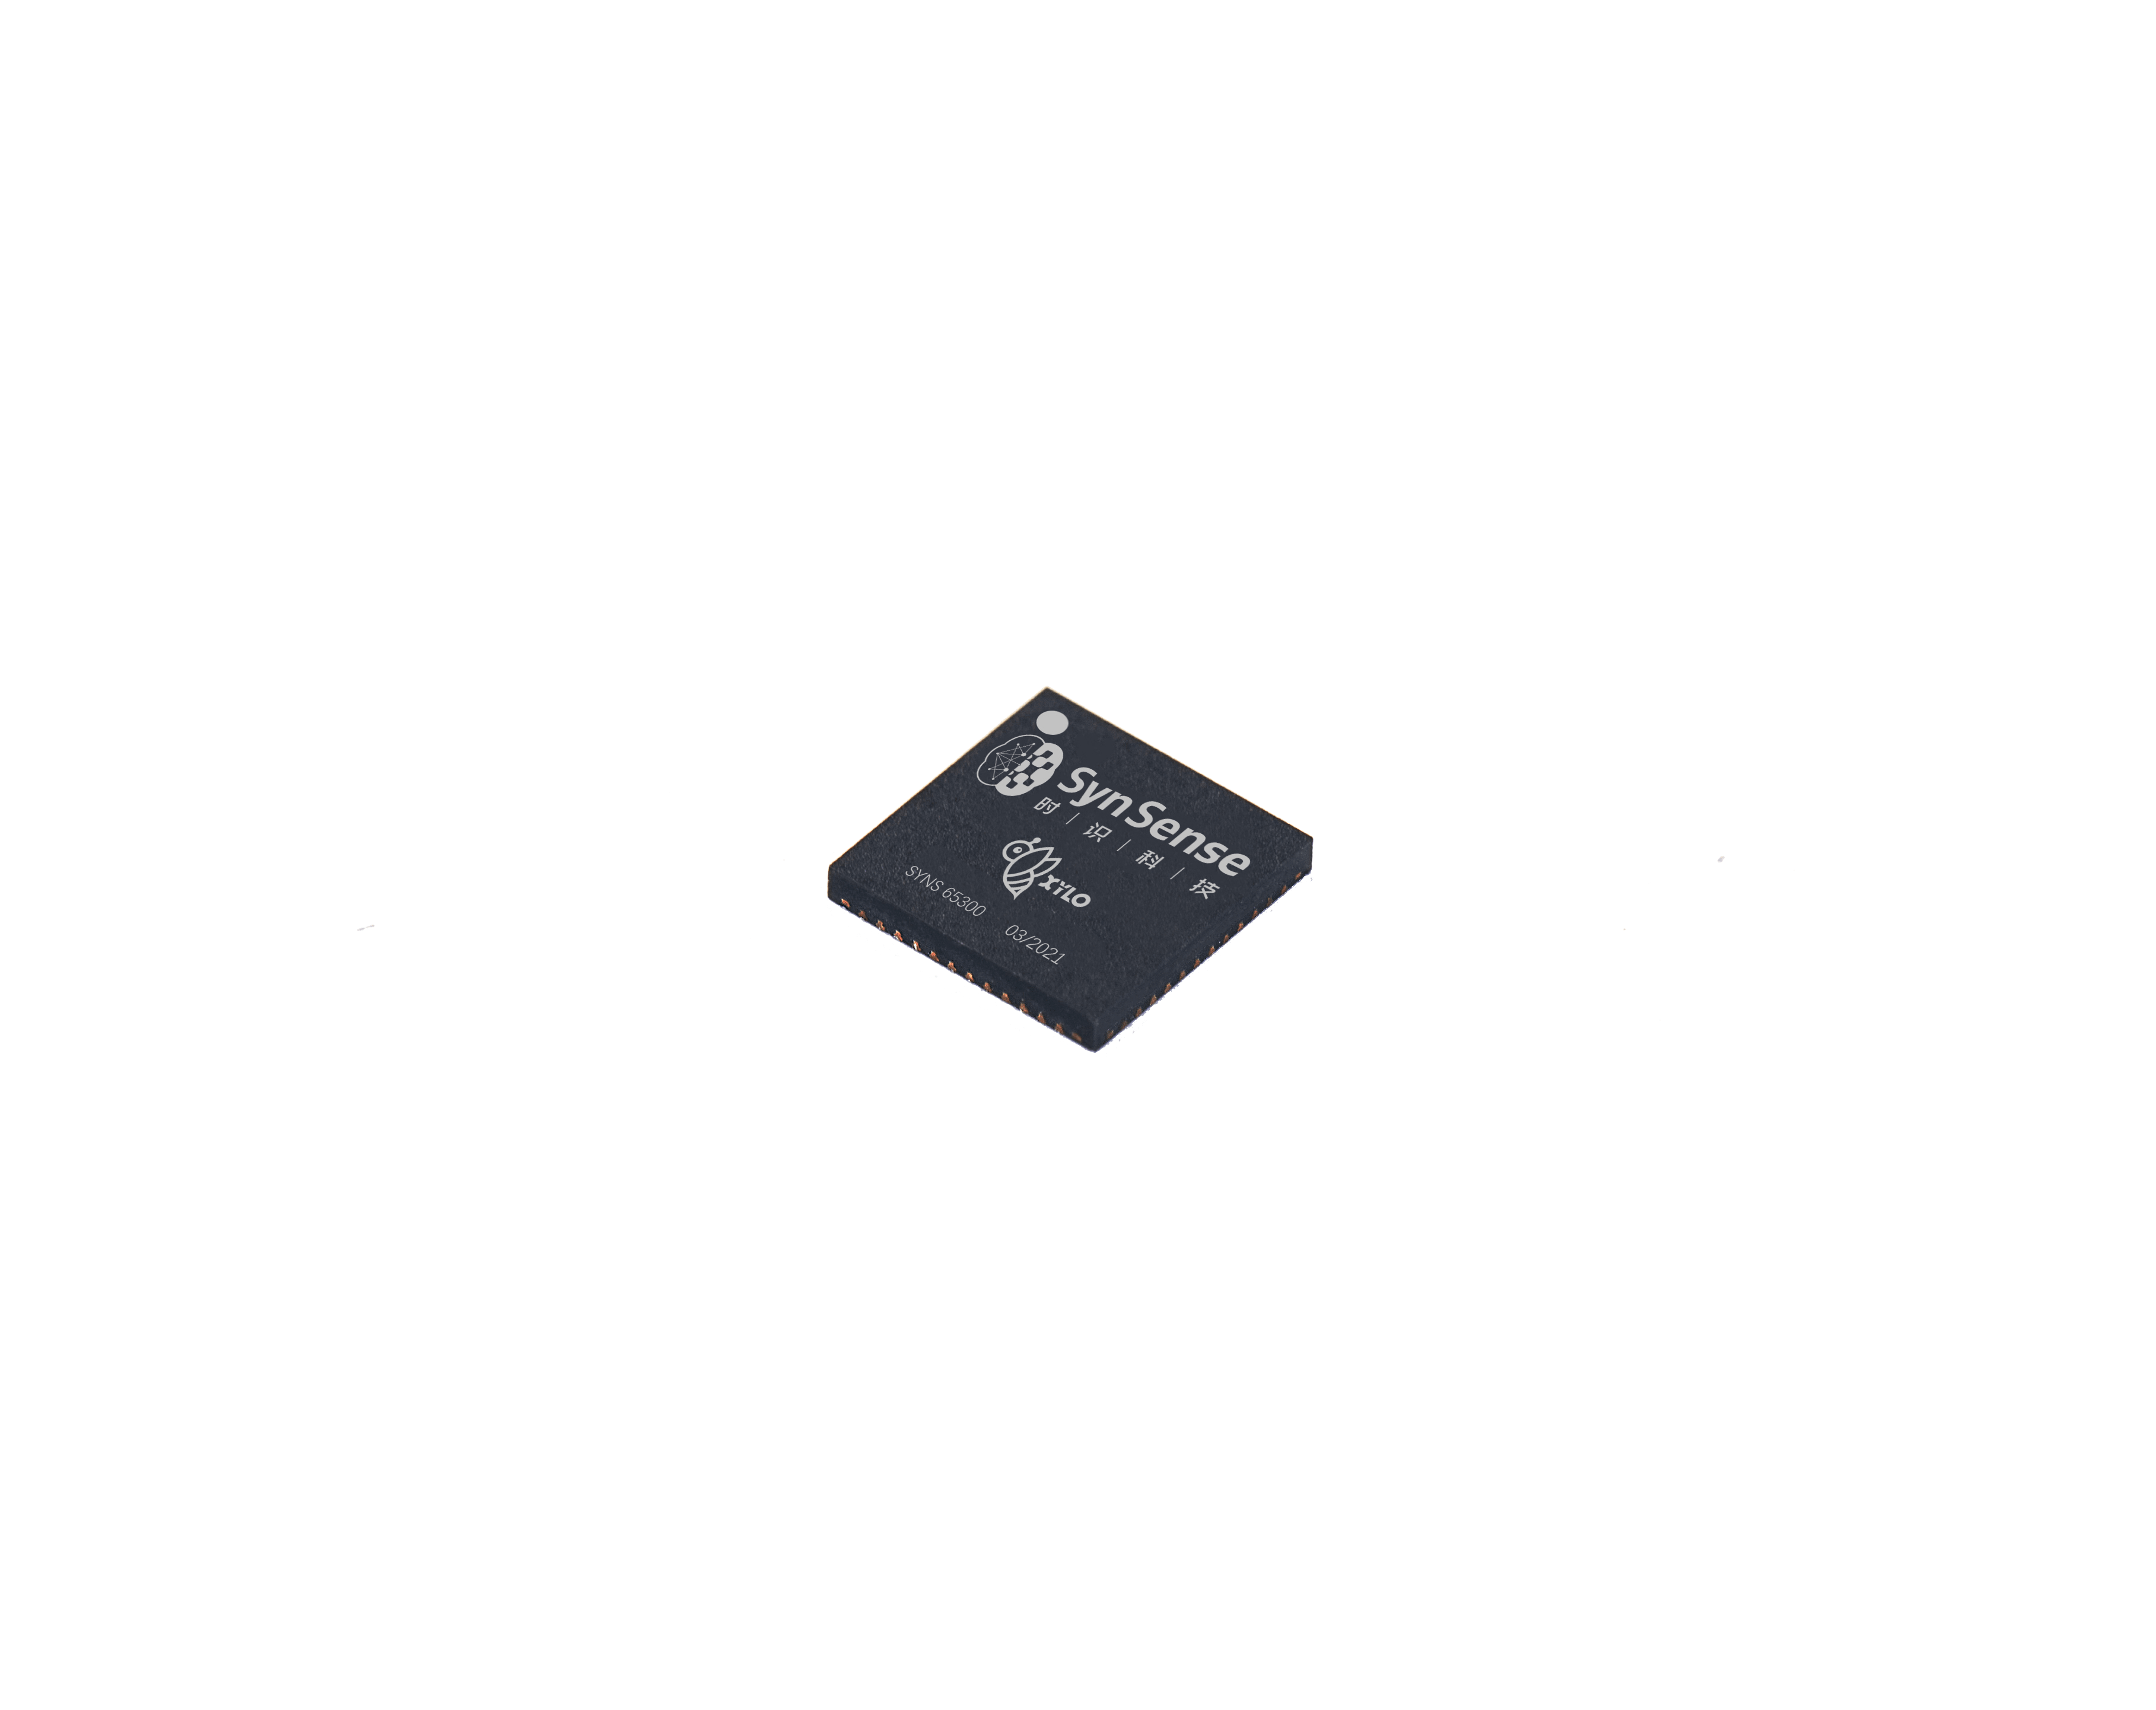 SynSense
时 | 识 | 科 | 技
XYLO
SYNS 65300 03/2021